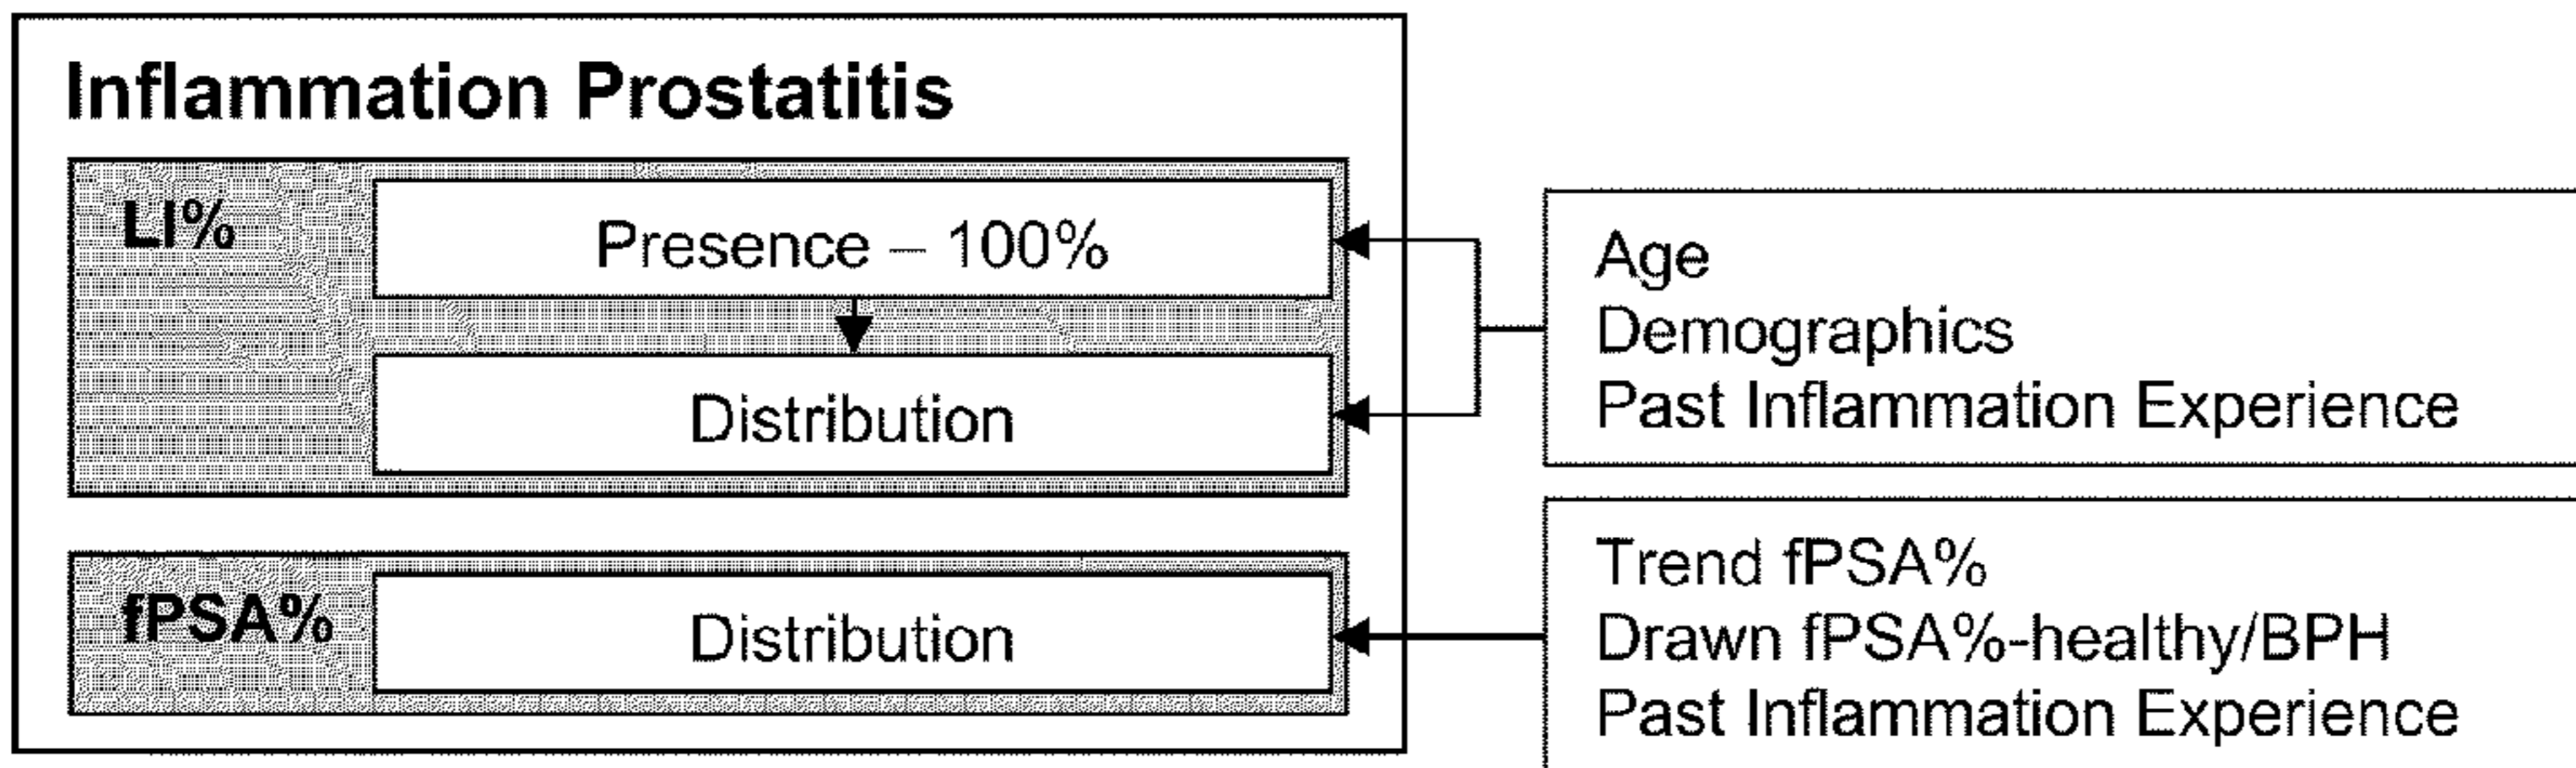 Inflammation Prostatitis
LI%
Presence – 100%
Distribution
Age
Demographics
Past Inflammation Experience
fPSA%
Distribution
Trend fPSA%
Drawn fPSA%-healthy/BPH
Past Inflammation Experience